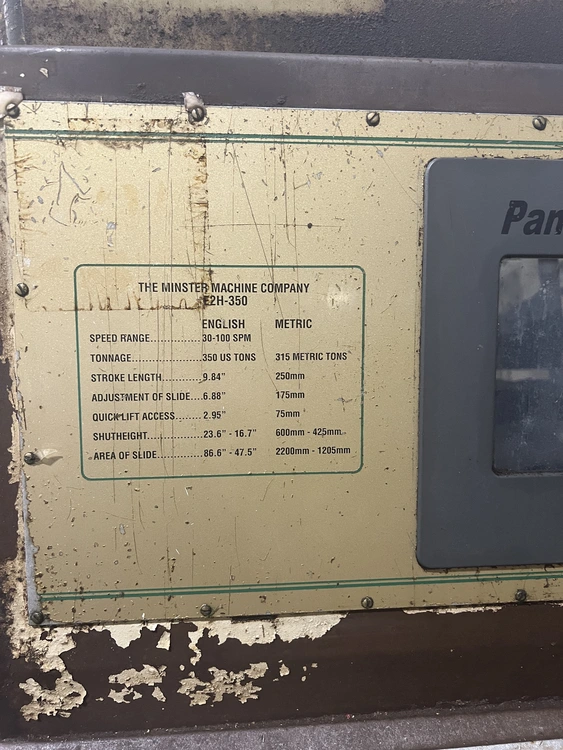 Pan
THE MINSTER MACHINE COMPANY
E2H-350
ENGLISH METRIC
SPEED RANGE............30-100 SPM
TONNAGE................350 US TONS 315 METRIC TONS
STROKE LENGTH.........9.84" 250mm
ADJUSTMENT OF SLIDE...6.88" 175mm
QUICK LIFT ACCESS......2.95" 75mm
SHUTHEIGHT.............23.6" - 16.7" 600mm - 425mm
AREA OF SLIDE..........86.6" - 47.5" 2200mm - 1205mm